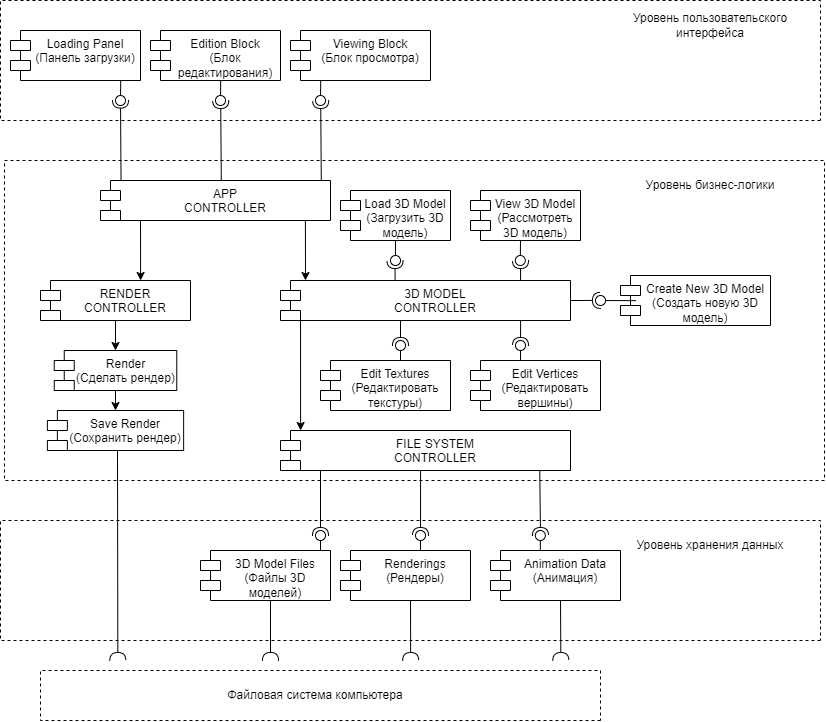 Уровень пользовательского
интерфейса
Loading Panel
(Панель загрузки)
Edition Block
(Блок
редактирования)
Viewing Block
(Блок просмотра)
Уровень бизнес-логики
APP
CONTROLLER
Load 3D Model
(Загрузить 3D
модель)
View 3D Model
(Рассмотреть
3D модель)
RENDER
CONTROLLER
3D MODEL
CONTROLLER
Create New 3D Model
(Создать новую 3D
модель)
Render
(Сделать рендер)
Edit Textures
(Редактировать
текстуры)
Edit Vertices
(Редактировать
вершины)
Save Render
(Сохранить рендер)
FILE SYSTEM
CONTROLLER
Уровень хранения данных
3D Model Files
(Файлы 3D
моделей)
Renderings
(Рендеры)
Animation Data
(Анимация)
Файловая система компьютера